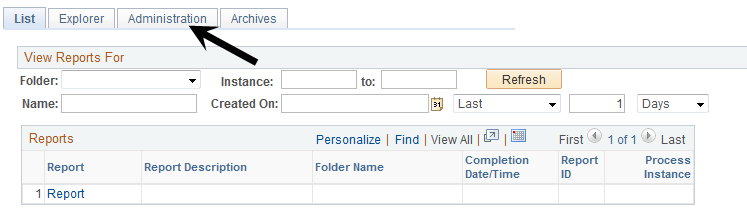 List Explorer Administration Archives
View Reports For
Folder: Instance: to: Refresh
Name: Created On: 31 Last 1 Days
Reports Personalize | Find | View All | | First 1 of 1 Last
Report Report Description Folder Name Completion Date/Time Report ID Process Instance
1 Report